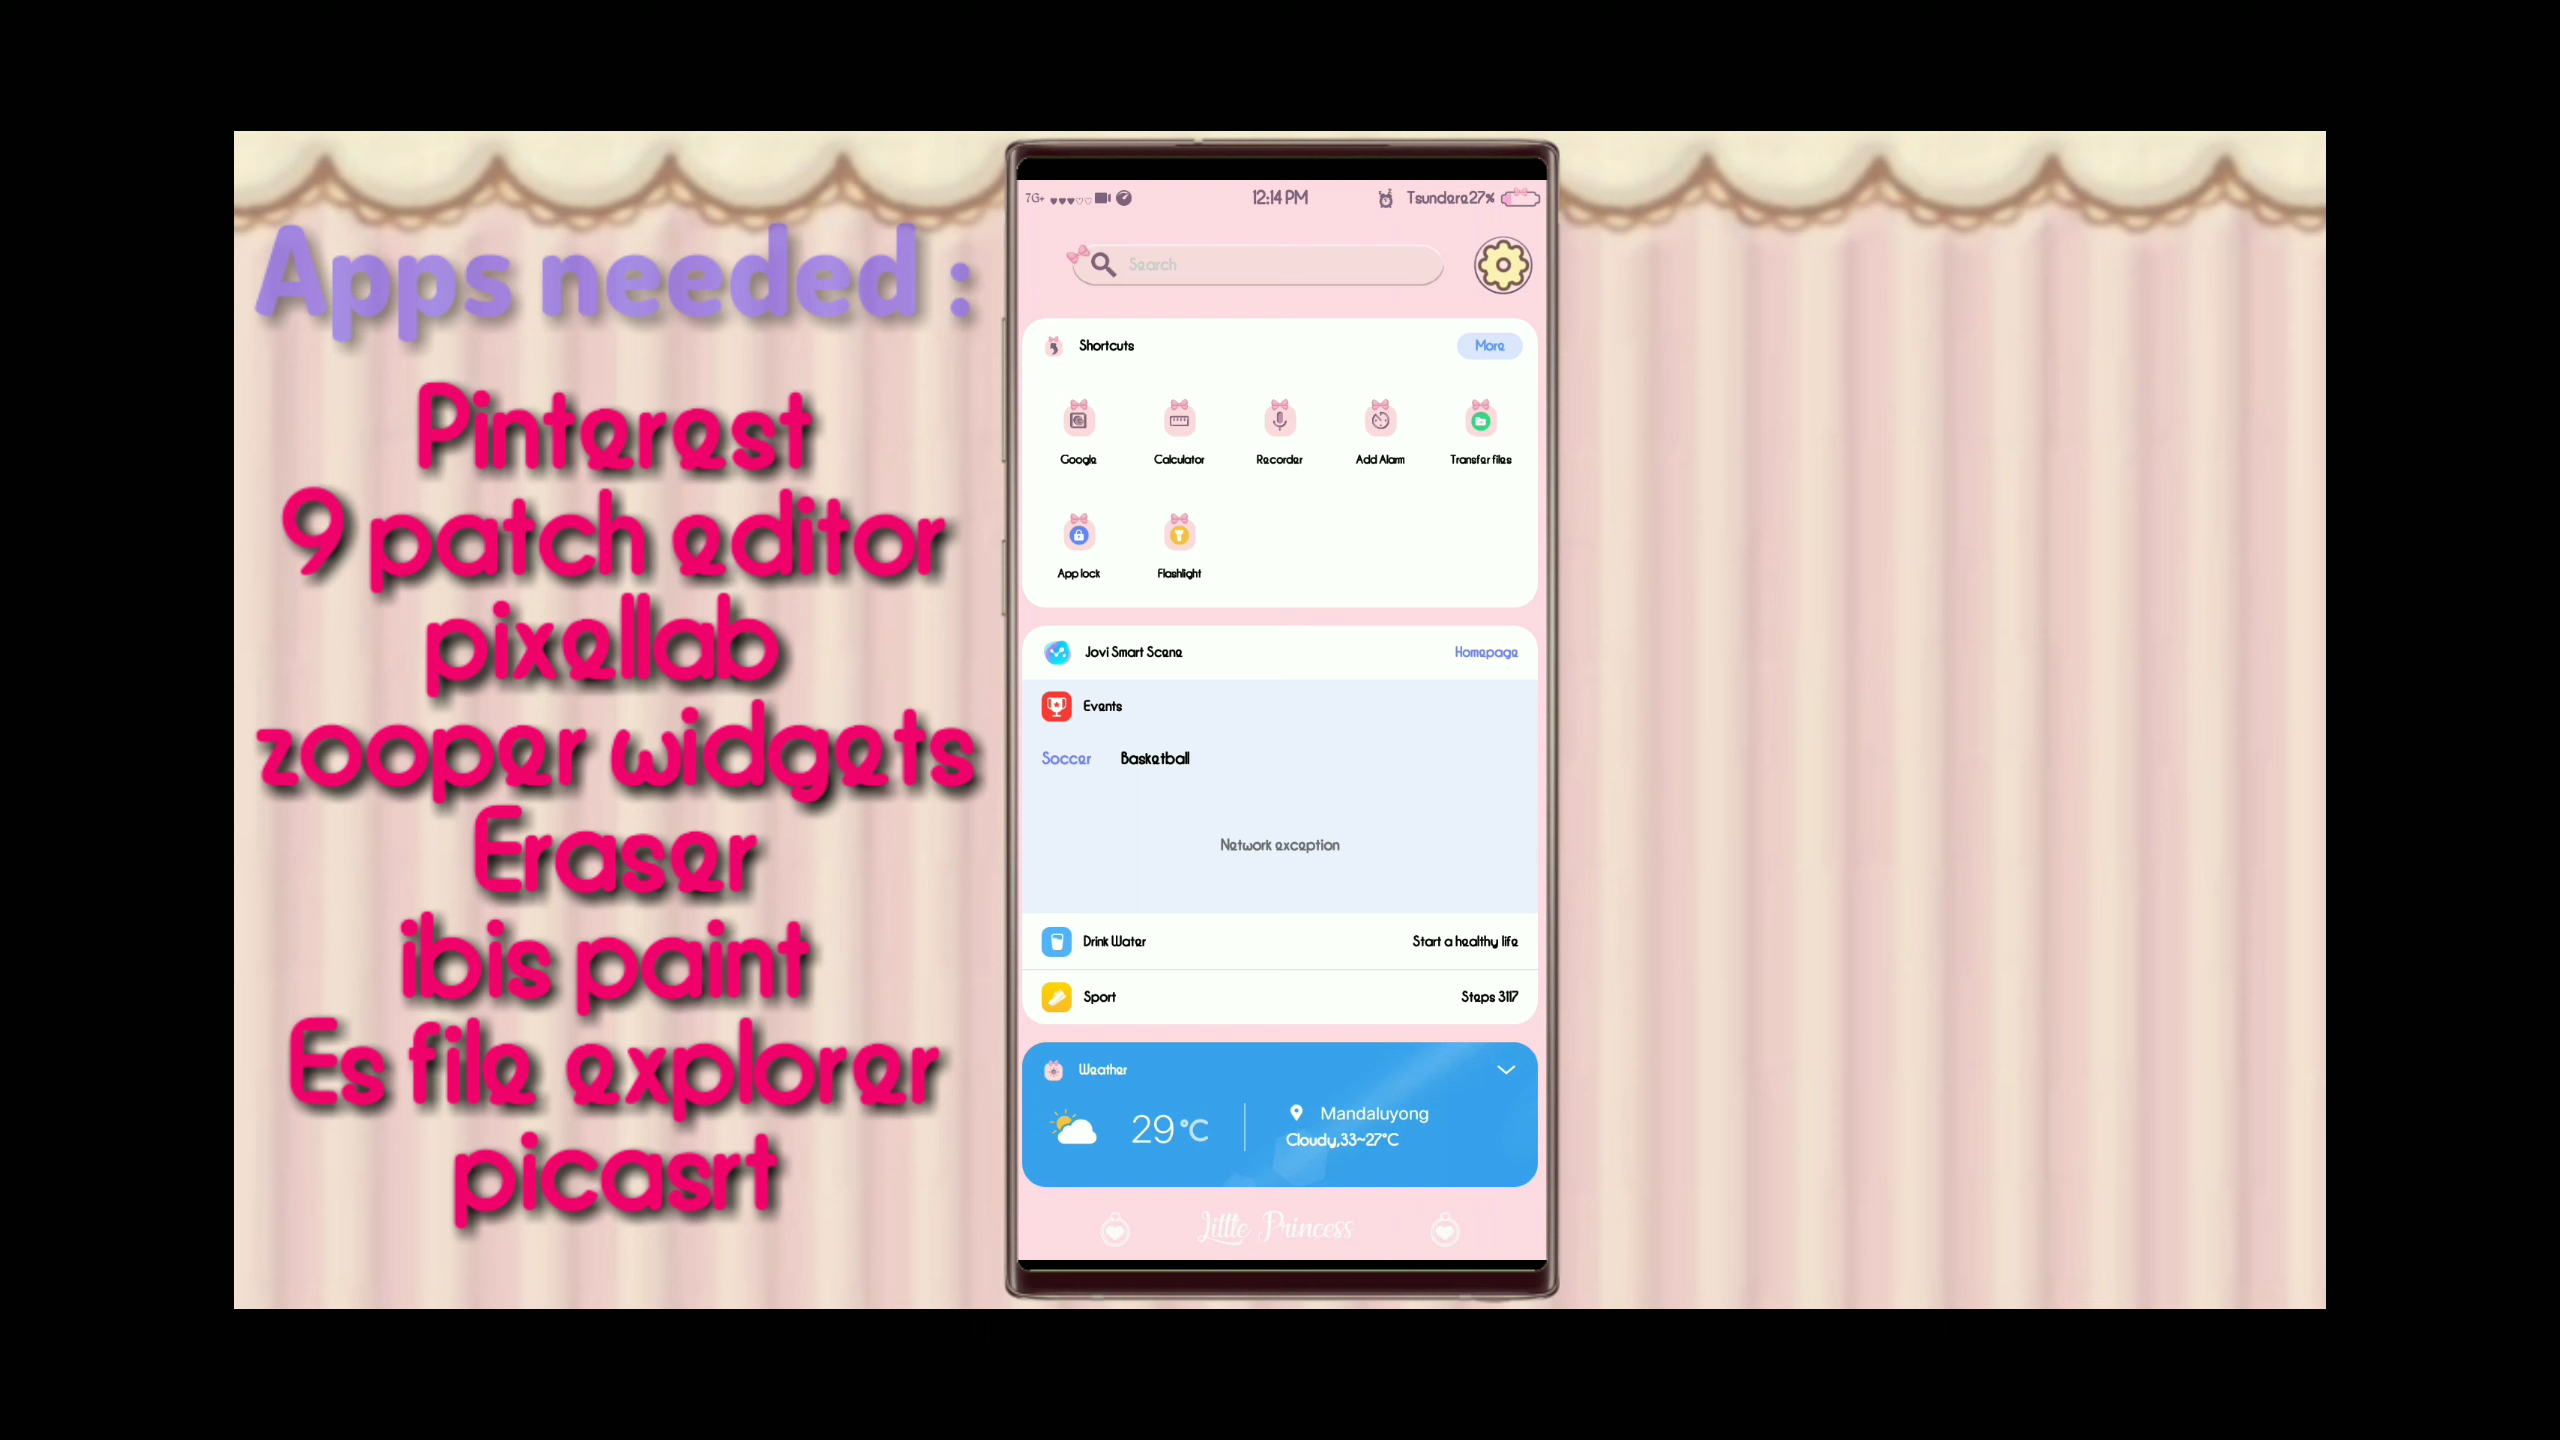 Apps needed :
Pinterest
9 patch editor
pixellab
zooper widgets
Eraser
ibis paint
Es file explorer
picasrt
7G+ 12:14 PM Tsundere27%
Search
Shortcuts More
Google Calculator Recorder Add Alarm Transfer files
App lock Flashlight
Jovi Smart Scene Homepage
Events
Soccer Basketball
Network exception
Drink Water Start a healthy life
Sport Steps 3117
Weather
29°C Mandaluyong
Cloudy,33~27°C
Little Princess